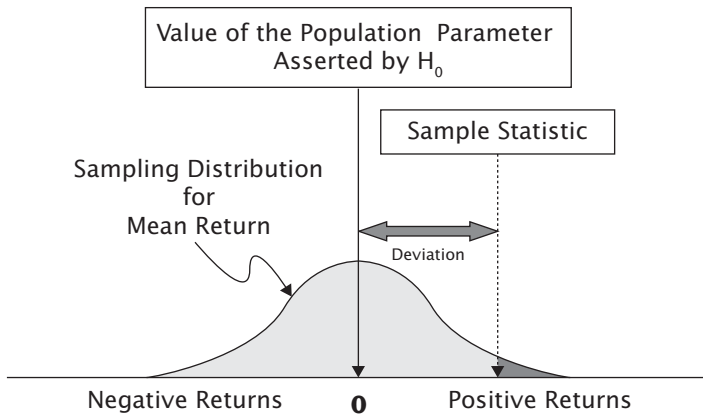 Value of the Population Parameter
Asserted by H₀
Sample Statistic
Sampling Distribution
for
Mean Return
Deviation
Negative Returns
0
Positive Returns